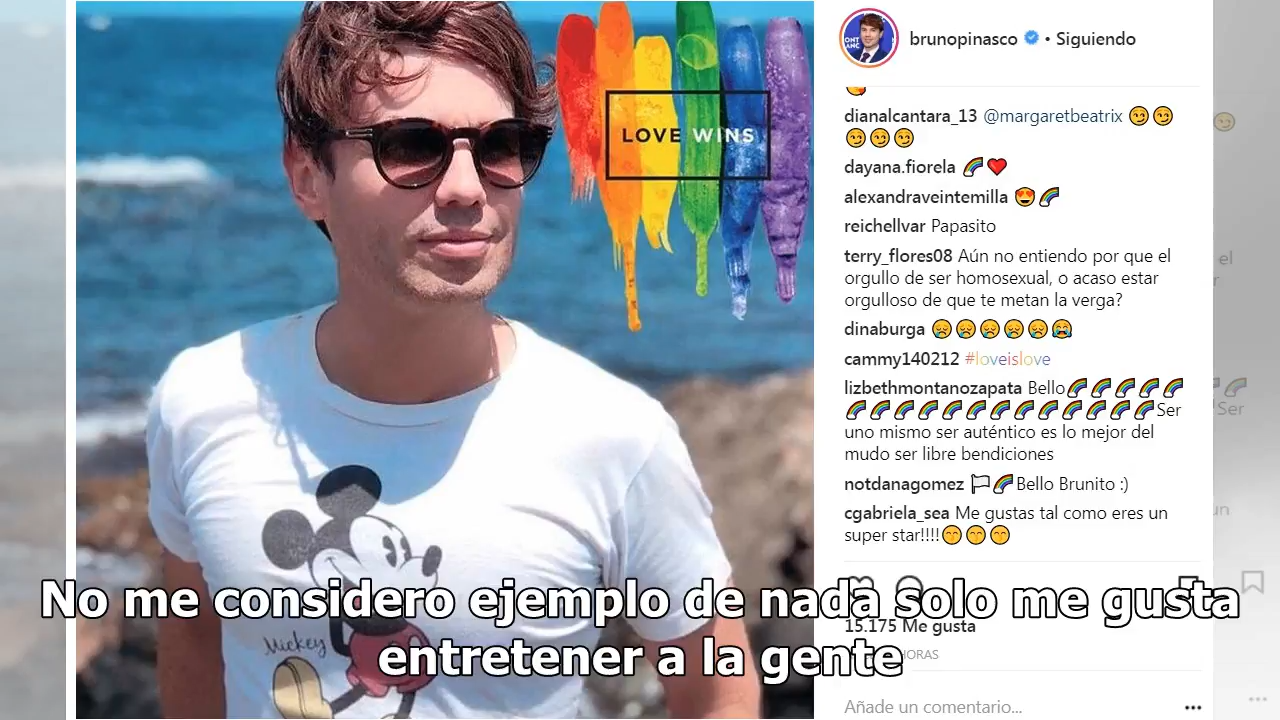 LOVE WINS
Mickey
brunopinasco • Siguiendo
dianalcantara_13 @margaretbeatrix 😏😏
😏😏😏
dayana.fiorela 🌈❤️
alexandraveintemilla 😍🌈
reichellvar Papasito
terry_flores08 Aún no entiendo por que el
orgullo de ser homosexual, o acaso estar
orgulloso de que te metan la verga?
dinaburga 😢😢😢😢😢😭
cammy140212 #loveislove
lizbethmontanozapata Bello🌈🌈🌈🌈🌈
🌈🌈🌈🌈🌈🌈🌈🌈🌈🌈🌈🌈🌈Ser
uno mismo ser auténtico es lo mejor del
mudo ser libre bendiciones
notdanagomez 🏳️🌈Bello Brunito :)
cgabriela_sea Me gustas tal como eres un
super star!!!!😁😁😁
15.175 Me gusta
HORAS
Añade un comentario...
No me considero ejemplo de nada solo me gusta
entretener a la gente
el
Ser